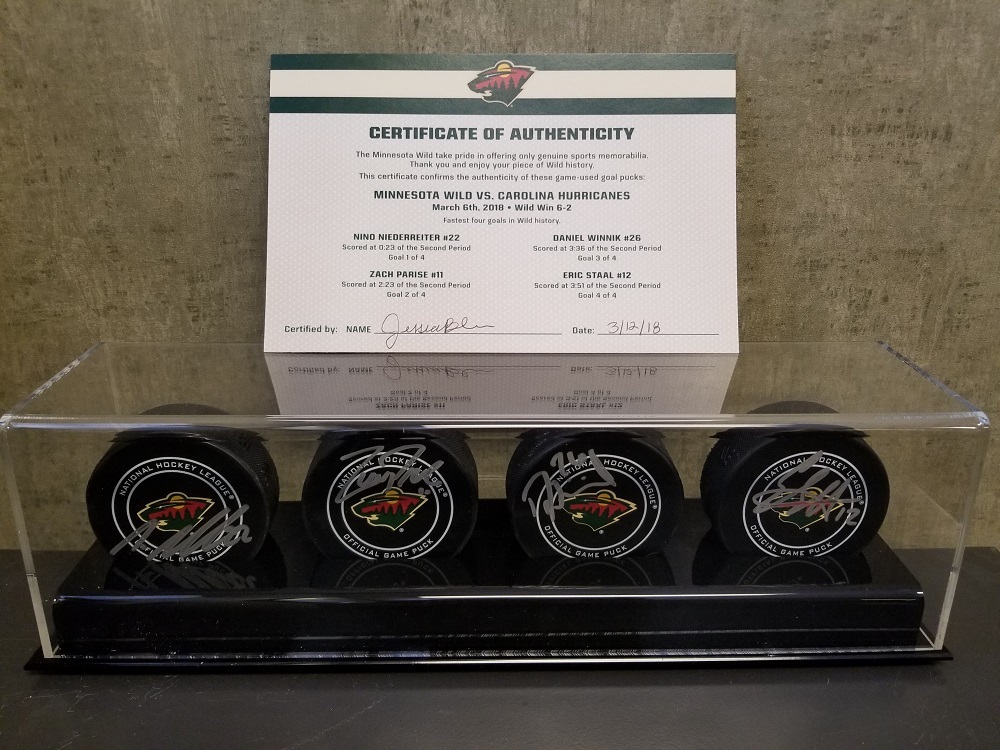 CERTIFICATE OF AUTHENTICITY
The Minnesota Wild take pride in offering only genuine sports memorabilia.
Thank you and enjoy your piece of Wild history.
This certificate confirms the authenticity of these game-used goal pucks:
MINNESOTA WILD VS. CAROLINA HURRICANES
March 6th, 2018 • Wild Win 6-2
Fastest four goals in Wild history.
NINO NIEDERREITER #22
Scored at 0:23 of the Second Period
Goal 1 of 4
DANIEL WINNIK #26
Scored at 3:36 of the Second Period
Goal 3 of 4
ZACH PARISE #11
Scored at 2:23 of the Second Period
Goal 2 of 4
ERIC STAAL #12
Scored at 3:51 of the Second Period
Goal 4 of 4
Certified by: NAME Date: 3/12/18
NATIONAL HOCKEY LEAGUE®
OFFICIAL GAME PUCK
NATIONAL HOCKEY LEAGUE®
OFFICIAL GAME PUCK
NATIONAL HOCKEY LEAGUE®
OFFICIAL GAME PUCK
NATIONAL HOCKEY LEAGUE®
OFFICIAL GAME PUCK
12